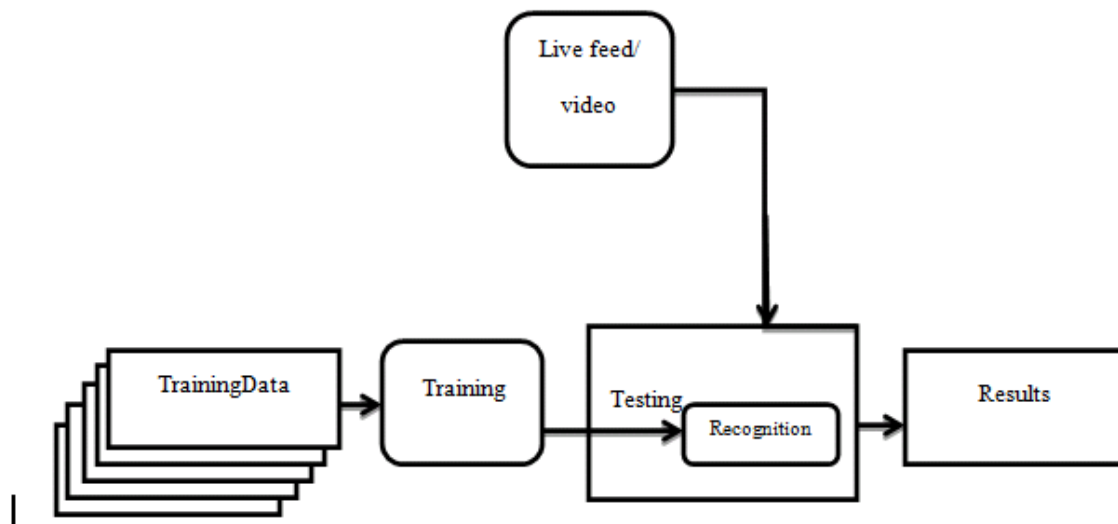 Live feed/
video
TrainingData
Training
Testing
Recognition
Results